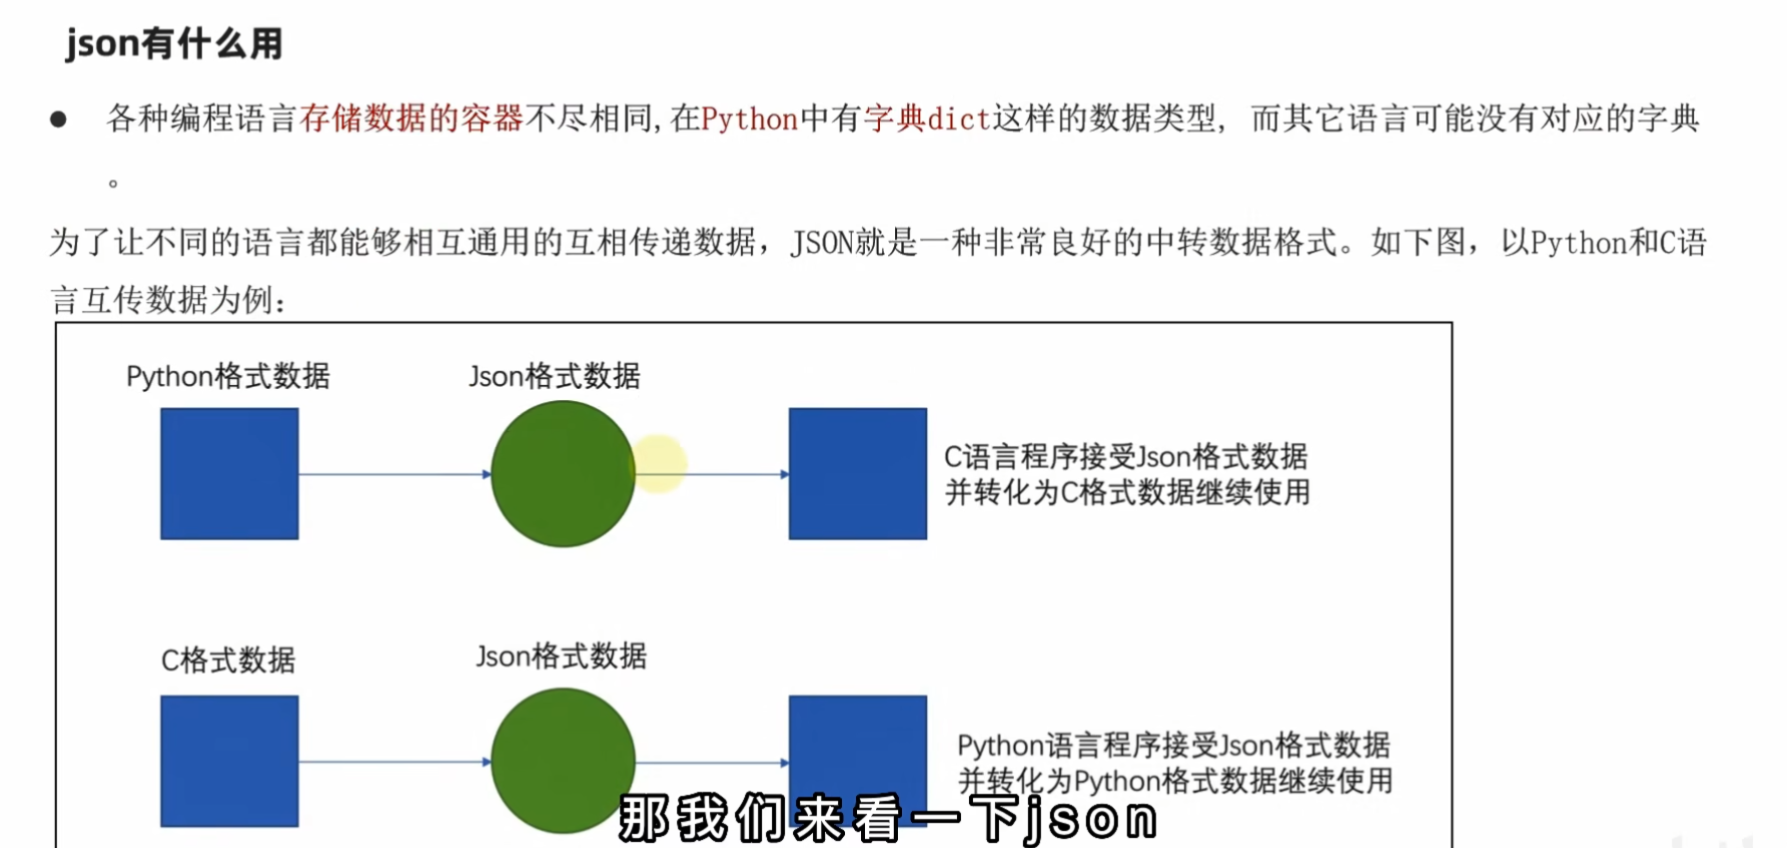 json有什么用
● 各种编程语言存储数据的容器不尽相同,在Python中有字典dict这样的数据类型, 而其它语言可能没有对应的字典
。
为了让不同的语言都能够相互通用的互相传递数据，JSON就是一种非常良好的中转数据格式。如下图，以Python和C语
言互传数据为例：
Python格式数据
Json格式数据
C语言程序接受Json格式数据
并转化为C格式数据继续使用
C格式数据
Json格式数据
Python语言程序接受Json格式数据
并转化为Python格式数据继续使用
那我们来看一下json